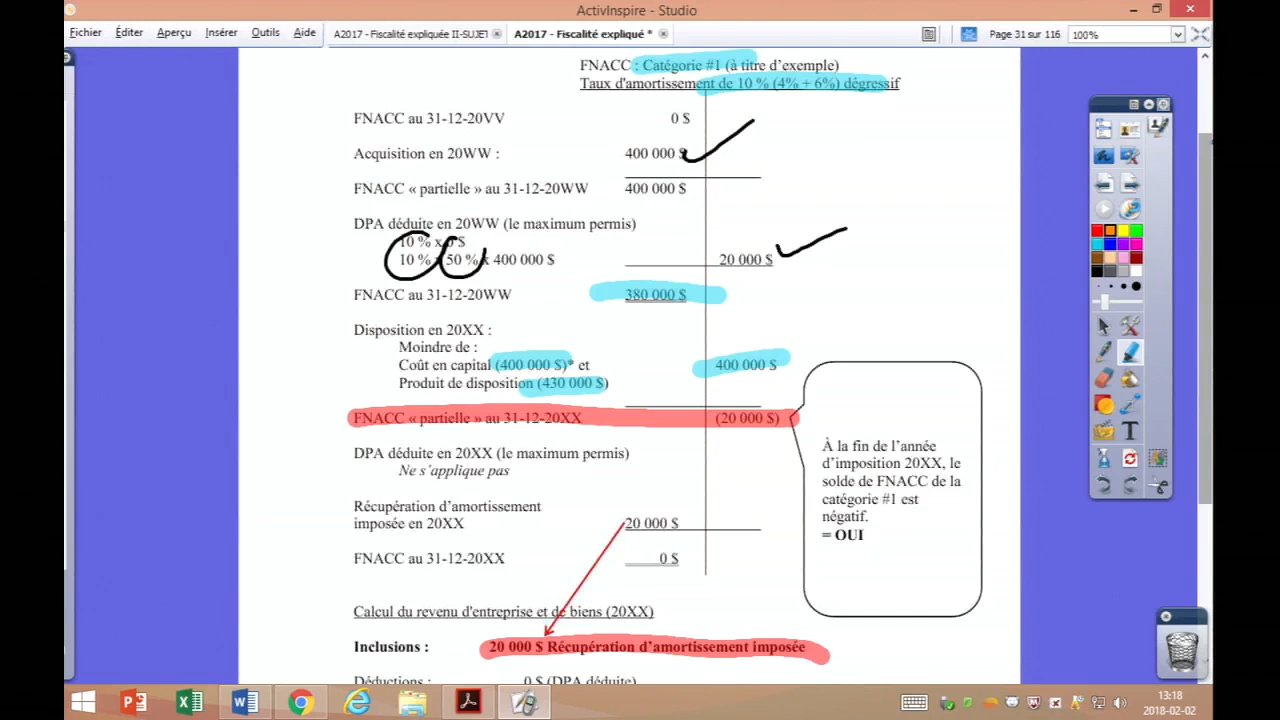 ActivInspire - Studio
Fichier Éditer Aperçu Insérer Outils Aide
A2017 - Fiscalité expliquée II-SUJET
A2017 - Fiscalité expliqué *
Page 31 sur 116
100%
FNACC : Catégorie #1 (à titre d'exemple)
Taux d'amortissement de 10 % (4% + 6%) dégressif
FNACC au 31-12-20VV 0 $
Acquisition en 20WW : 400 000 $
FNACC « partielle » au 31-12-20WW 400 000 $
DPA déduite en 20WW (le maximum permis)
10 % x 0 $
10 % x 50 % x 400 000 $ 20 000 $
FNACC au 31-12-20WW 380 000 $
Disposition en 20XX :
Moindre de :
Coût en capital (400 000 $)* et 400 000 $
Produit de disposition (430 000 $)
FNACC « partielle » au 31-12-20XX (20 000 $)
DPA déduite en 20XX (le maximum permis)
Ne s'applique pas
Récupération d'amortissement
imposée en 20XX 20 000 $
FNACC au 31-12-20XX 0 $
À la fin de l'année
d'imposition 20XX, le
solde de FNACC de la
catégorie #1 est
négatif.
= OUI
Calcul du revenu d'entreprise et de biens (20XX)
Inclusions : 20 000 $ Récupération d'amortissement imposée
Déductions : 0 $ (DPA déduite)
13:18
2018-02-02